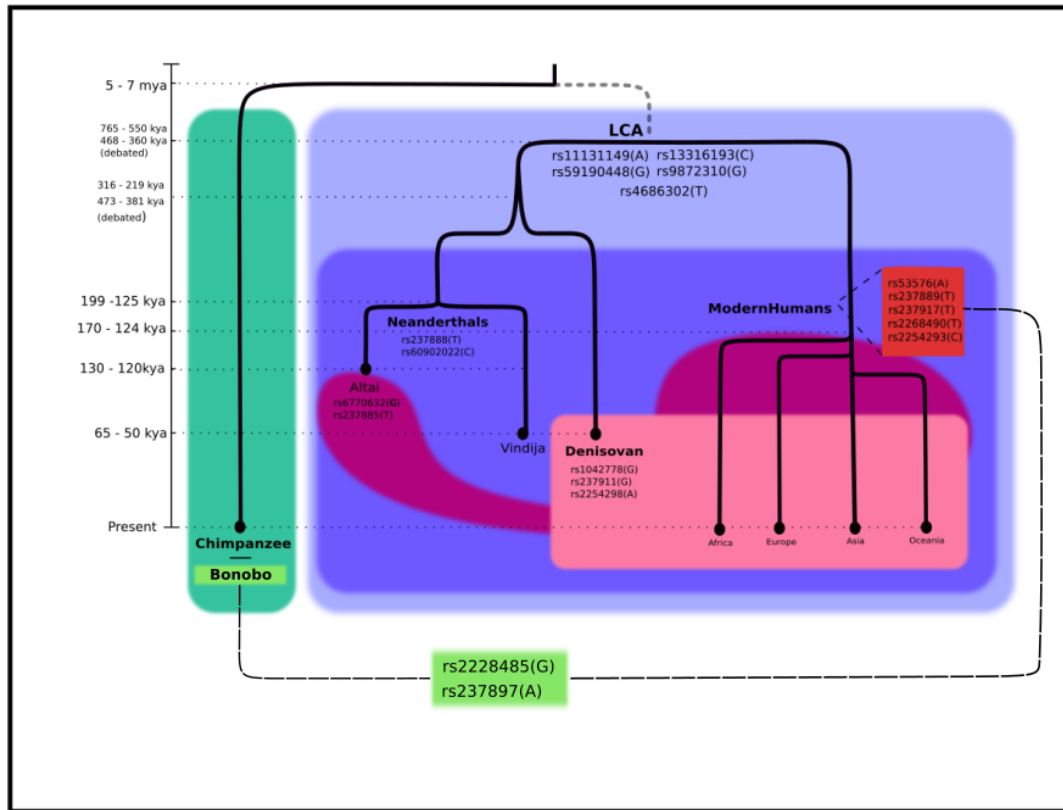 5 - 7 mya
765 - 550 kya
468 - 360 kya
(debated)
316 - 219 kya
473 - 381 kya
(debated)
199 -125 kya
170 - 124 kya
130 - 120kya
65 - 50 kya
Present
LCA
rs11131149(A) rs13316193(C)
rs59190448(G) rs9872310(G)
rs4686302(T)
Neanderthals
rs237888(T)
rs60902022(C)
Altai
rs6770632(G)
rs237885(T)
Vindija
Denisovan
rs1042778(G)
rs237911(G)
rs2254298(A)
ModernHumans
rs53576(A)
rs237889(T)
rs237917(T)
rs2268490(T)
rs2254293(C)
Africa
Europe
Asia
Oceania
Chimpanzee
Bonobo
rs2228485(G)
rs237897(A)